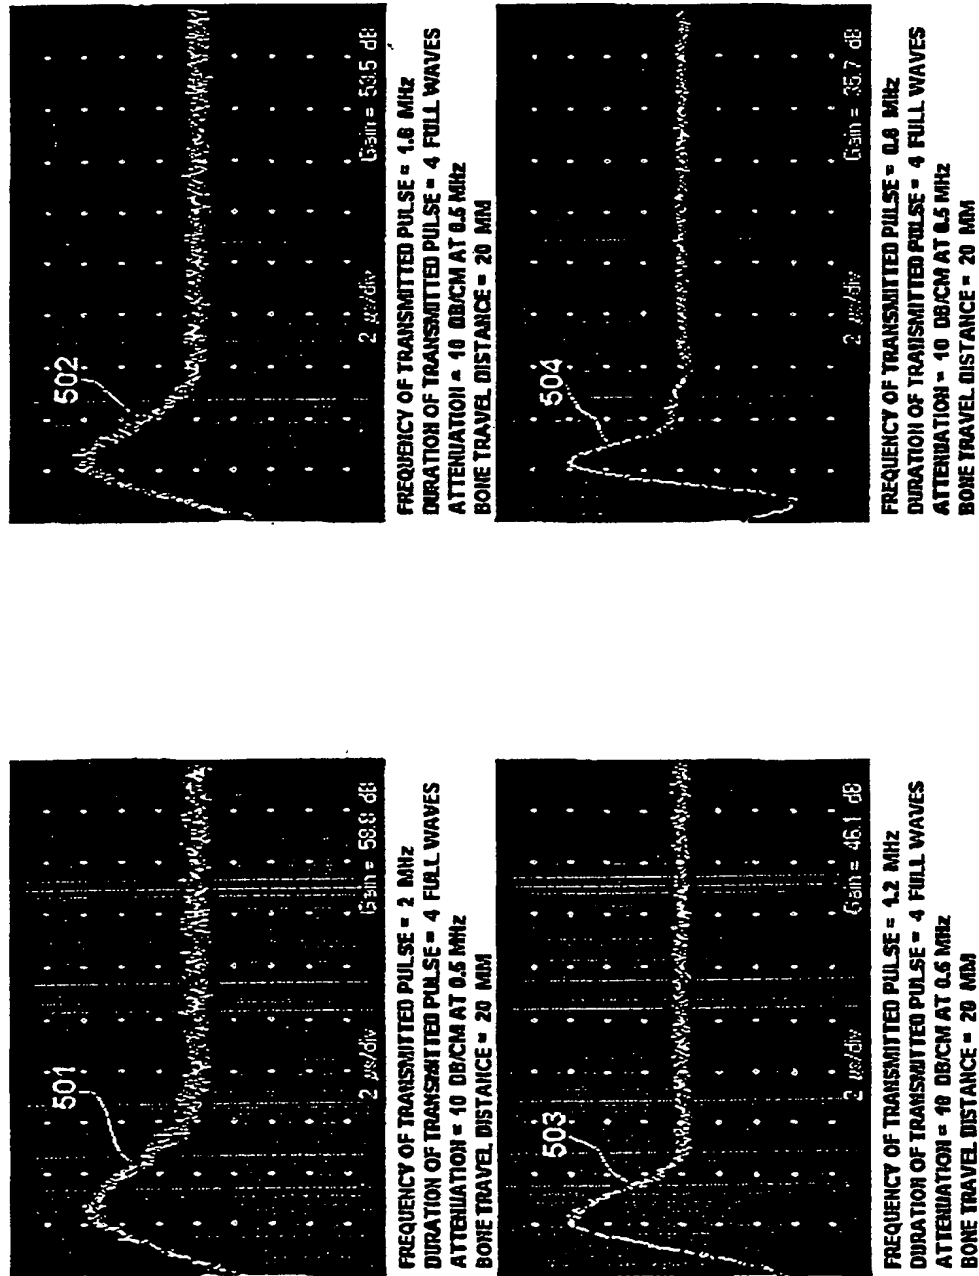 501
2 µs/div
Gain = 58.9 dB
FREQUENCY OF TRANSMITTED PULSE = 2 MHz
DURATION OF TRANSMITTED PULSE = 4 FULL WAVES
ATTENUATION = 10 DB/CM AT 0.5 MHz
BONE TRAVEL DISTANCE = 20 MM
502
2 µs/div
Gain = 53.5 dB
FREQUENCY OF TRANSMITTED PULSE = 1.6 MHz
DURATION OF TRANSMITTED PULSE = 4 FULL WAVES
ATTENUATION = 10 DB/CM AT 0.5 MHz
BONE TRAVEL DISTANCE = 20 MM
503
2 µs/div
Gain = 46.1 dB
FREQUENCY OF TRANSMITTED PULSE = 1.2 MHz
DURATION OF TRANSMITTED PULSE = 4 FULL WAVES
ATTENUATION = 10 DB/CM AT 0.5 MHz
BONE TRAVEL DISTANCE = 20 MM
504
2 µs/div
Gain = 35.7 dB
FREQUENCY OF TRANSMITTED PULSE = 0.8 MHz
DURATION OF TRANSMITTED PULSE = 4 FULL WAVES
ATTENUATION = 10 DB/CM AT 0.5 MHz
BONE TRAVEL DISTANCE = 20 MM